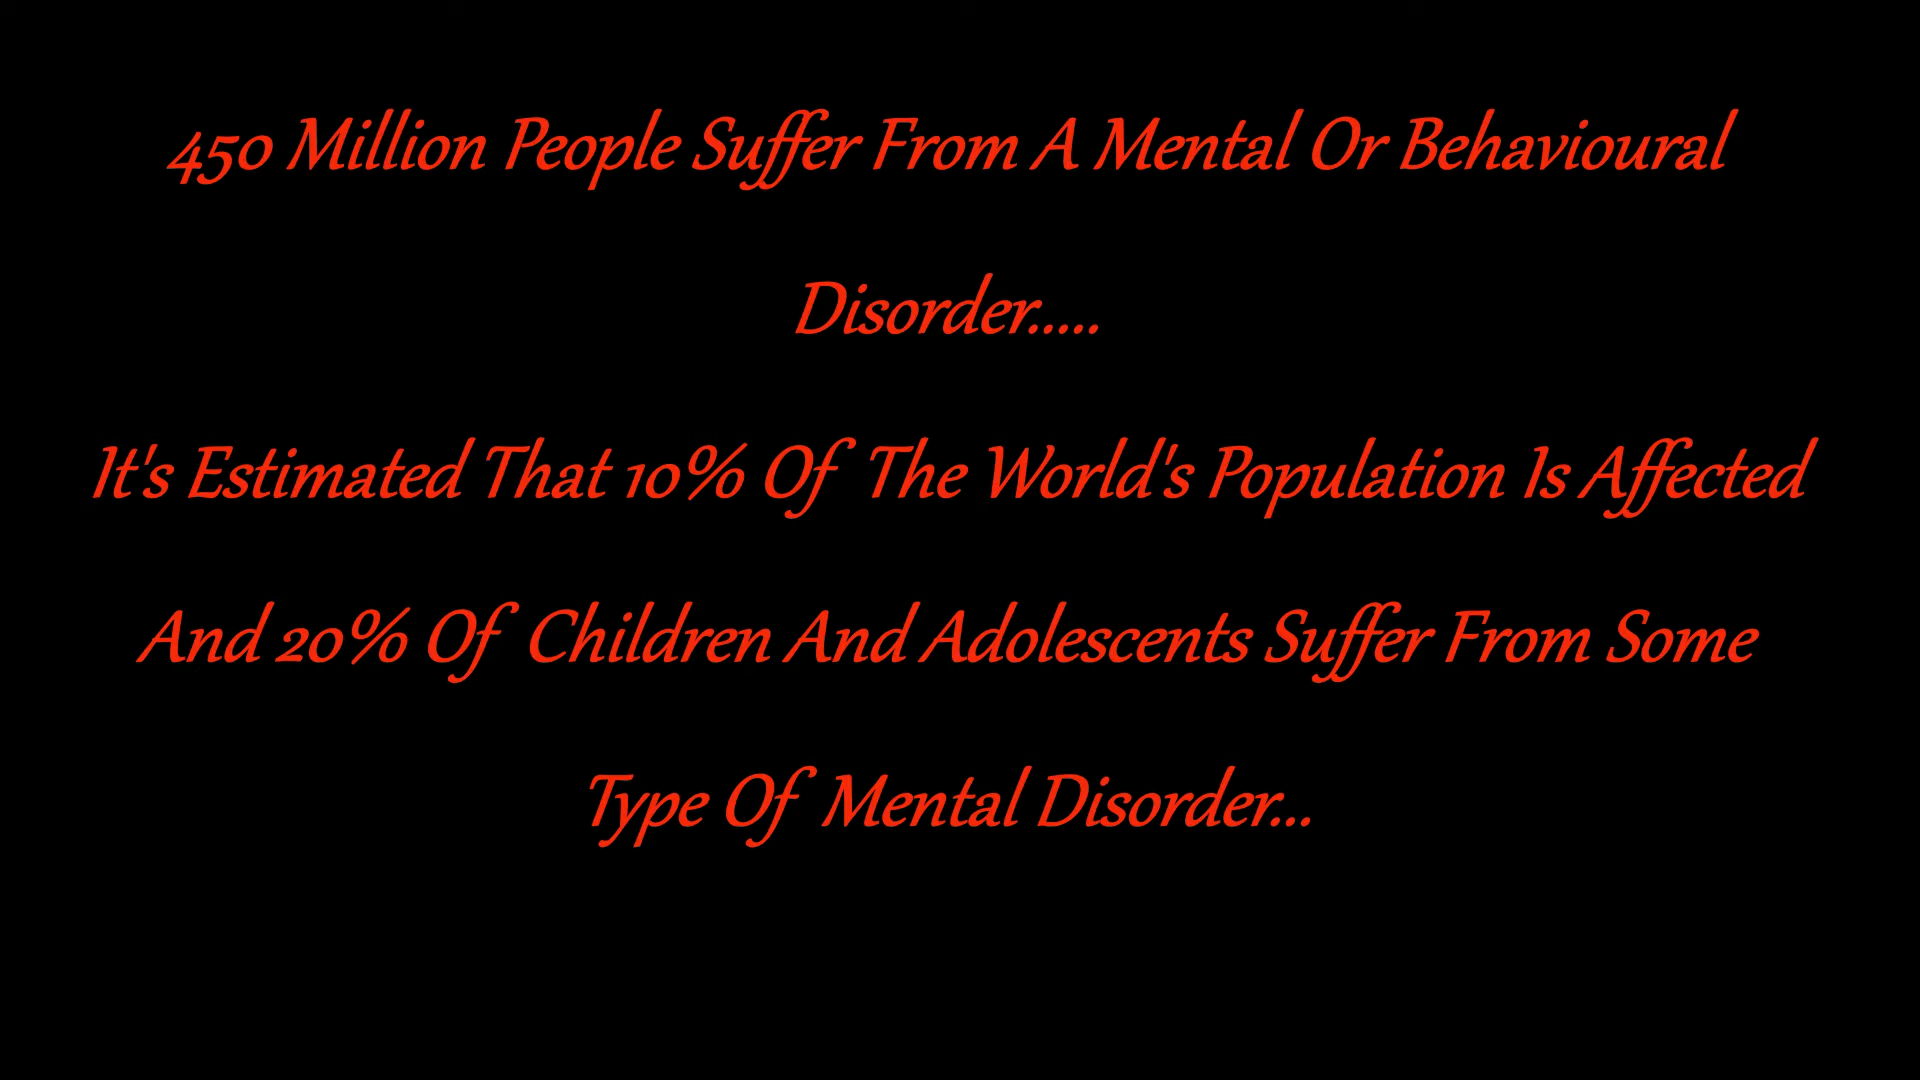 450 Million People Suffer From A Mental Or Behavioural
Disorder.....
It's Estimated That 10% Of The World's Population Is Affected
And 20% Of Children And Adolescents Suffer From Some
Type Of Mental Disorder...